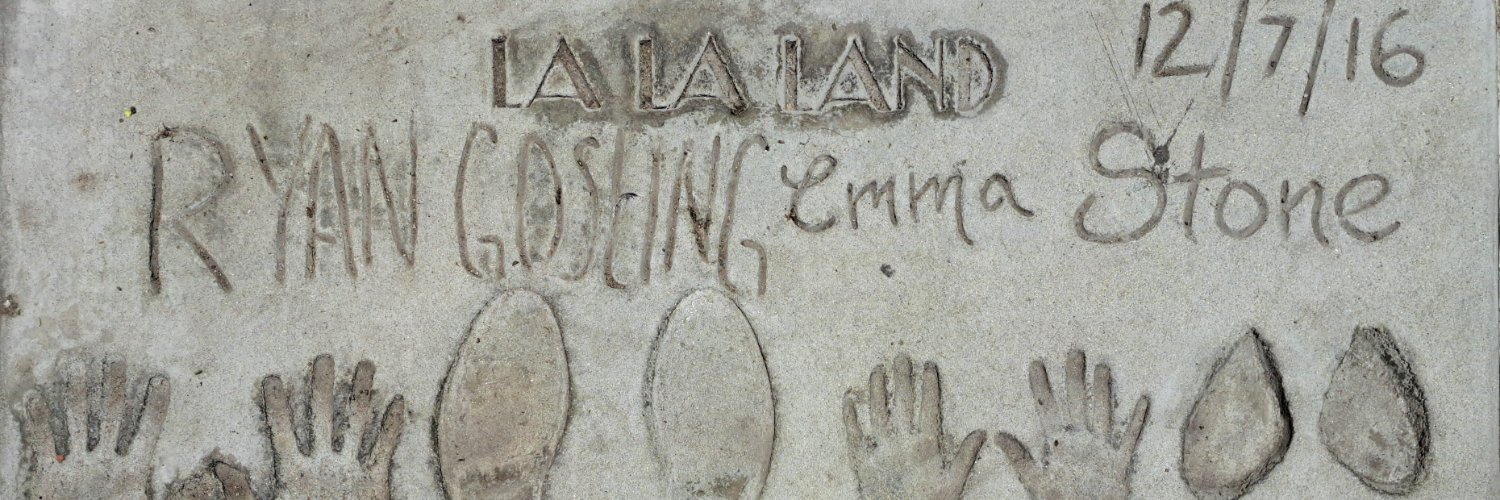 LA LA LAND
12/7/16
RYAN GOSLING emma Stone